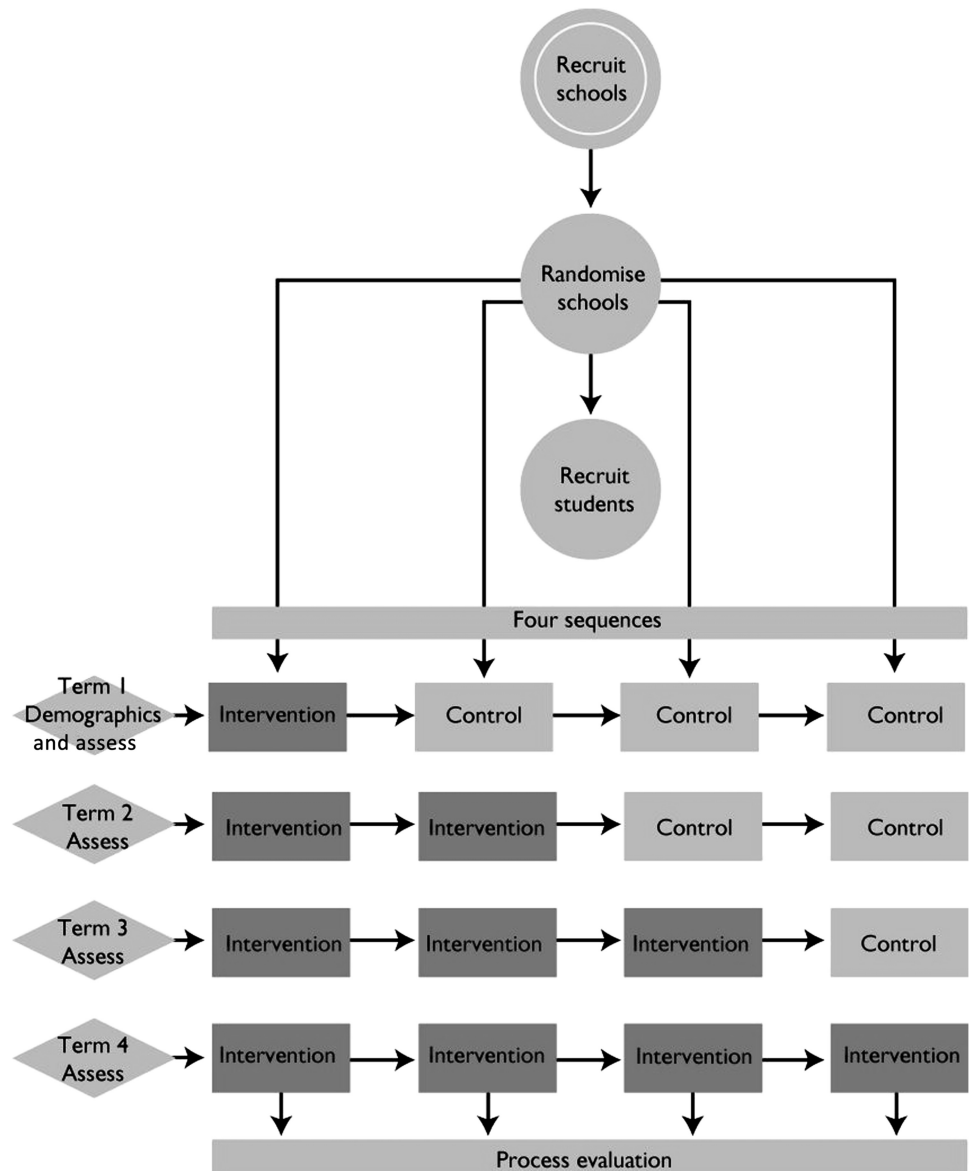 Recruit
schools
Randomise
schools
Recruit
students
Four sequences
Term 1
Demographics
and assess
Intervention
Control
Control
Control
Term 2
Assess
Intervention
Intervention
Control
Control
Term 3
Assess
Intervention
Intervention
Intervention
Control
Term 4
Assess
Intervention
Intervention
Intervention
Intervention
Process evaluation